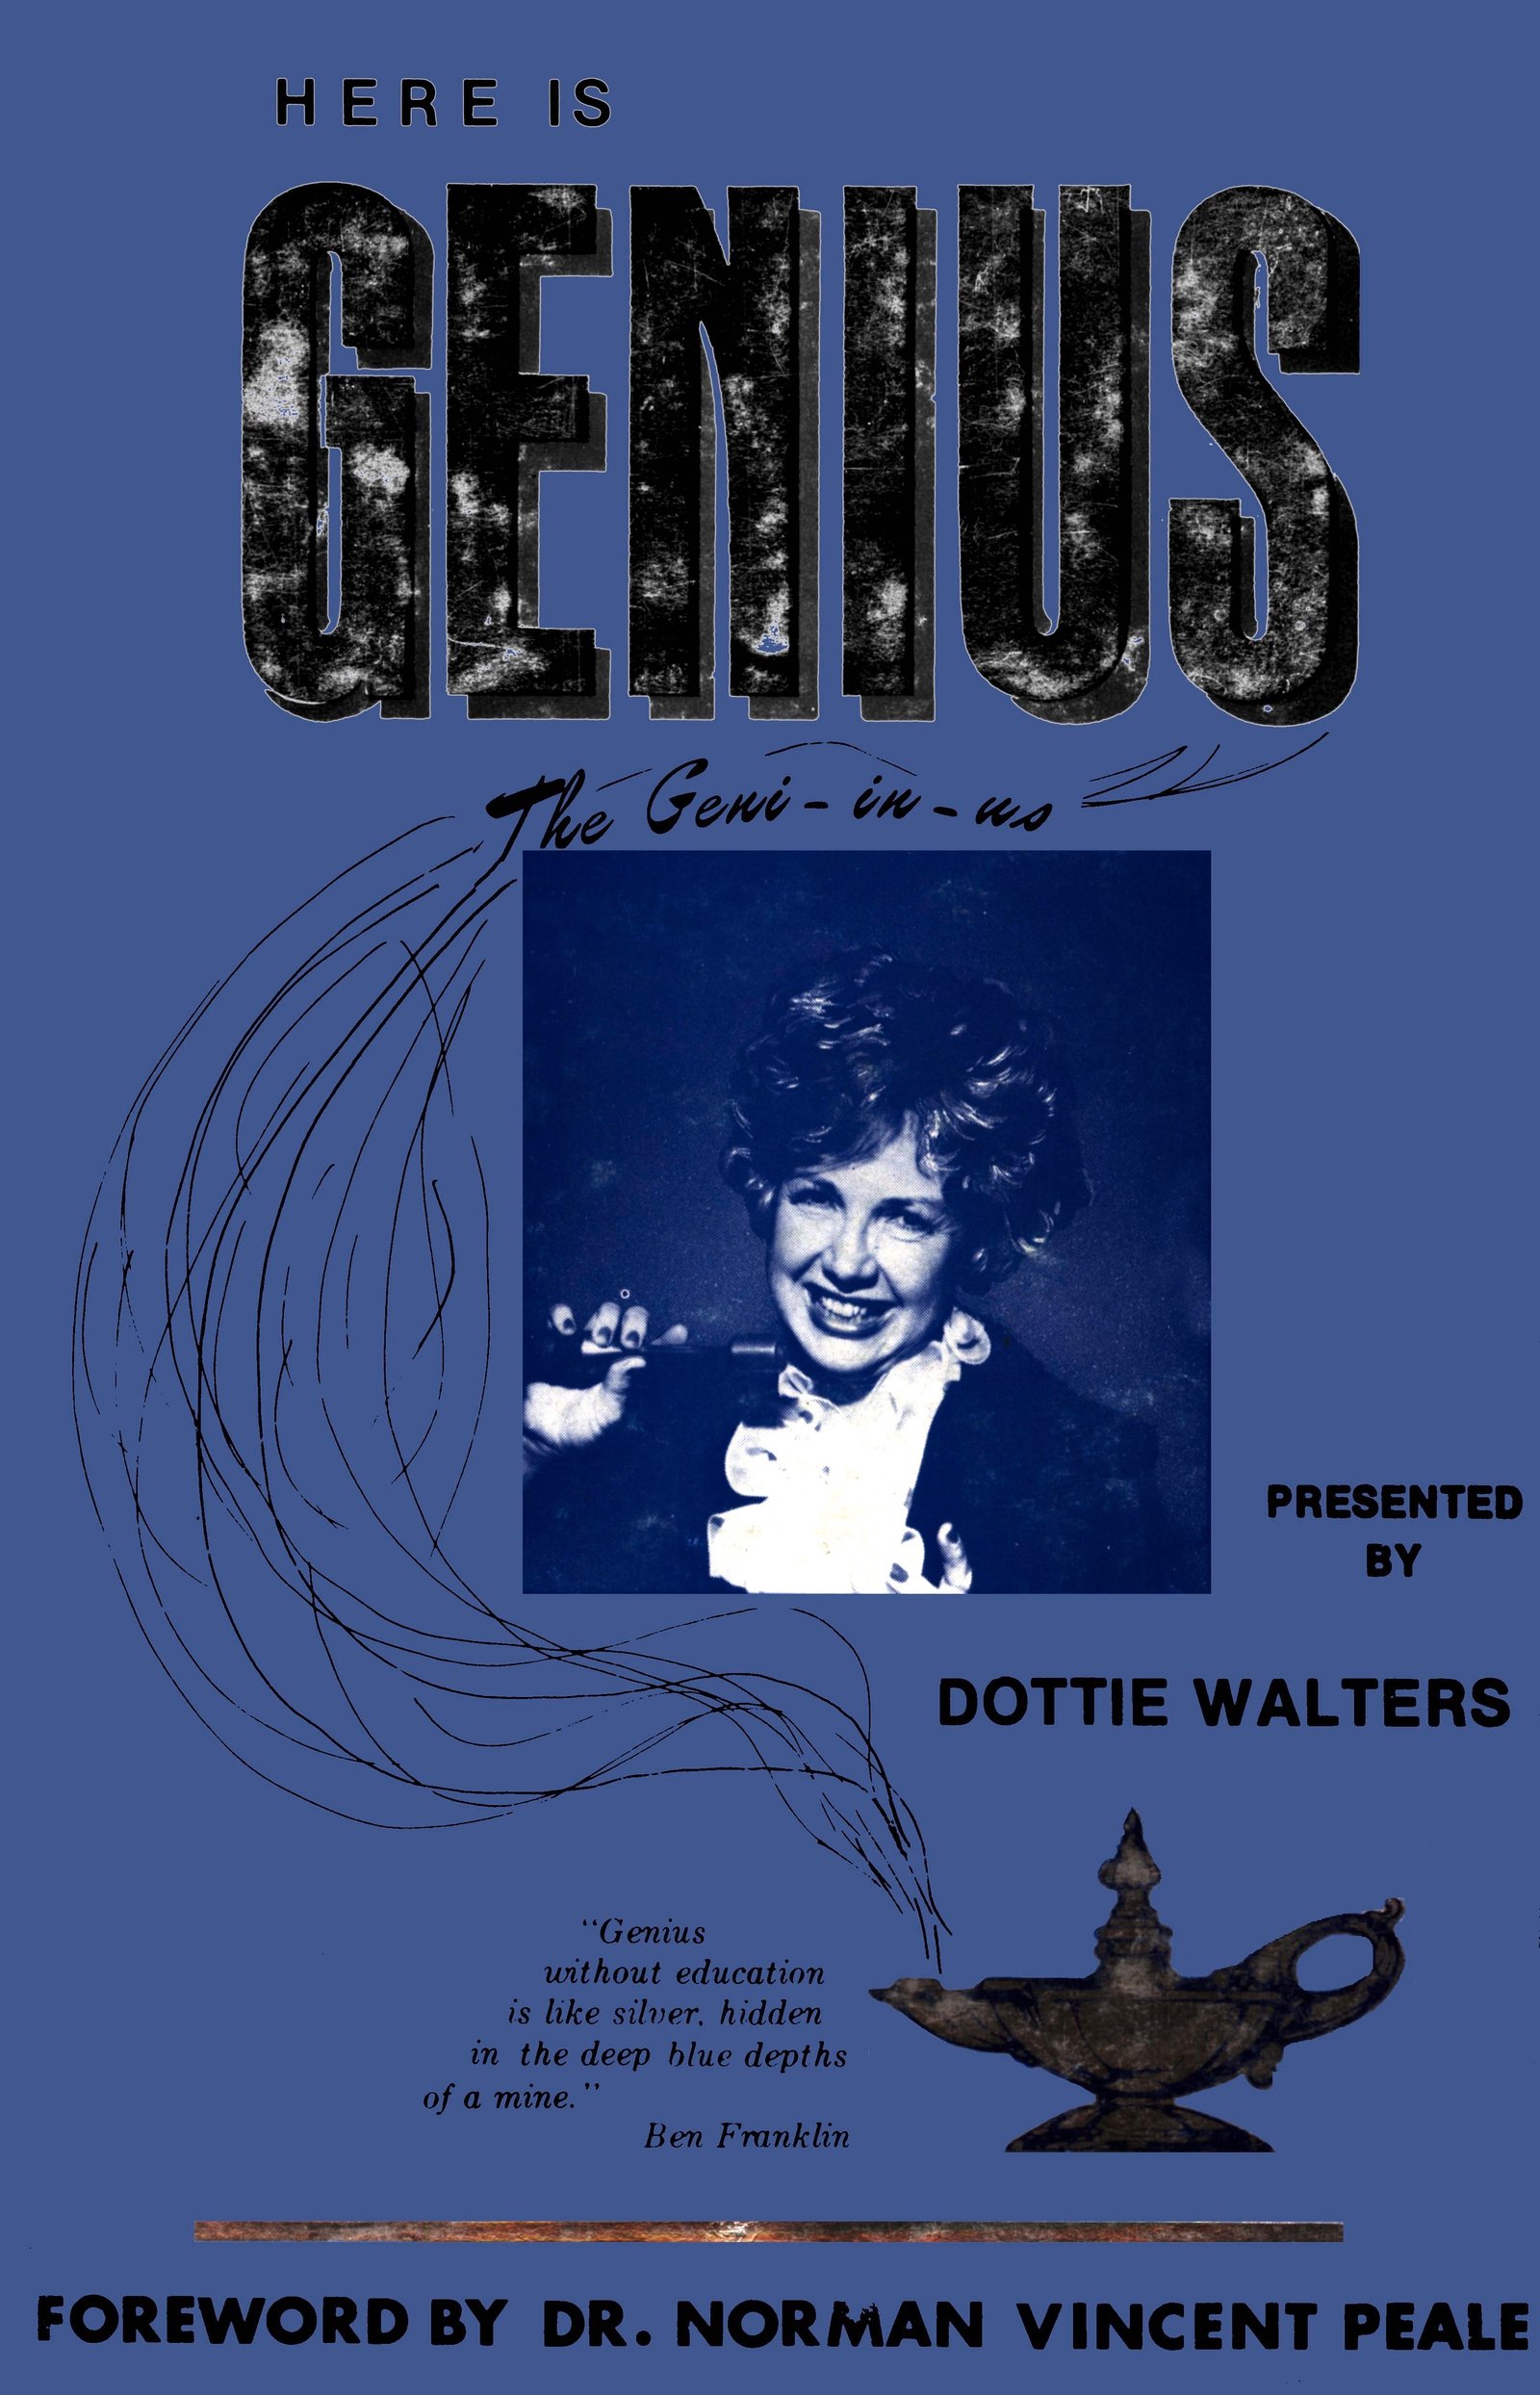 HERE IS
GENIUS
The Geni-in-us
PRESENTED
BY
DOTTIE WALTERS
"Genius
without education
is like silver, hidden
in the deep blue depths
of a mine."
Ben Franklin
FOREWORD BY DR. NORMAN VINCENT PEALE